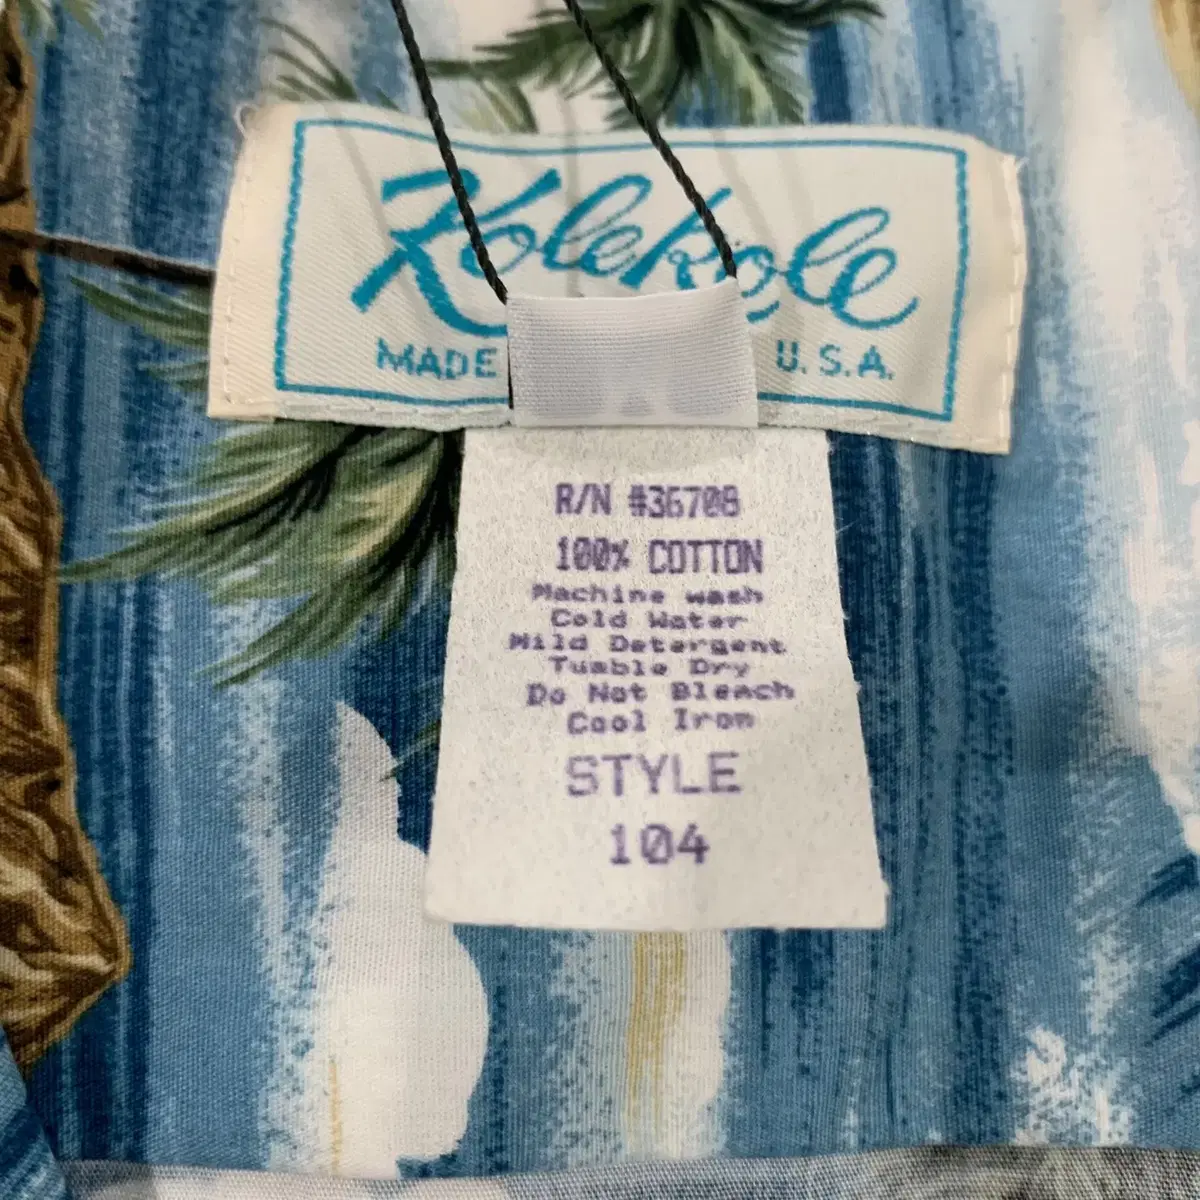 Kolekole
MADE U.S.A.
R/N #36708
100% COTTON
Machine wash
Cold Water
Mild Detergent
Tumble Dry
Do Not Bleach
Cool Iron
STYLE
104